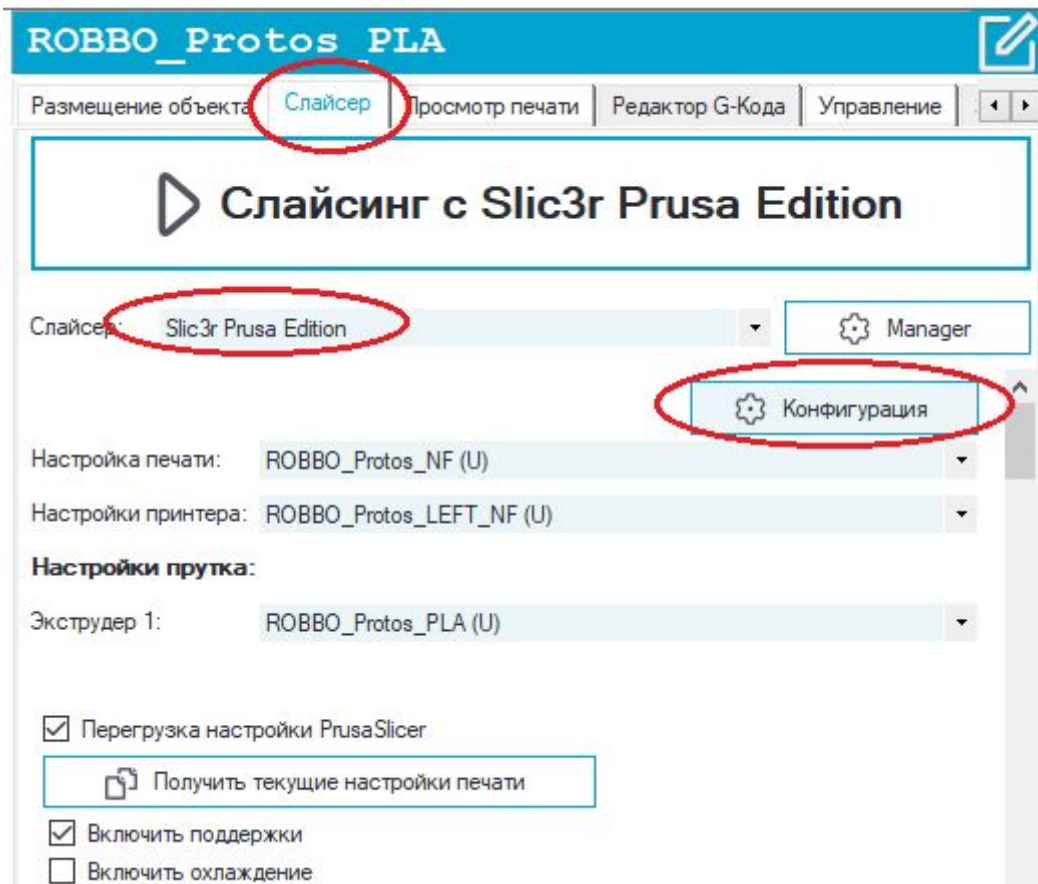 ROBBO_Protos_PLA
Размещение объекта Слайсер Просмотр печати Редактор G-Кода Управление
Слайсинг с Slic3r Prusa Edition
Слайсер: Slic3r Prusa Edition Manager
Конфигурация
Настройка печати: ROBBO_Protos_NF (U)
Настройки принтера: ROBBO_Protos_LEFT_NF (U)
Настройки прутка:
Экструдер 1: ROBBO_Protos_PLA (U)
Перегрузка настройки PrusaSlicer
Получить текущие настройки печати
Включить поддержки
Включить охлаждение